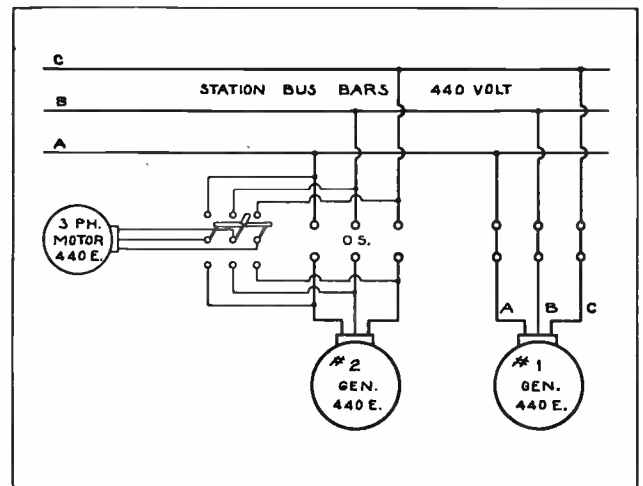 C
STATION BUS BARS 440 VOLT
B
A
3 PH.
MOTOR
440 E.
O.S.
A B C
#2
GEN.
440 E.
#1
GEN.
440 E.